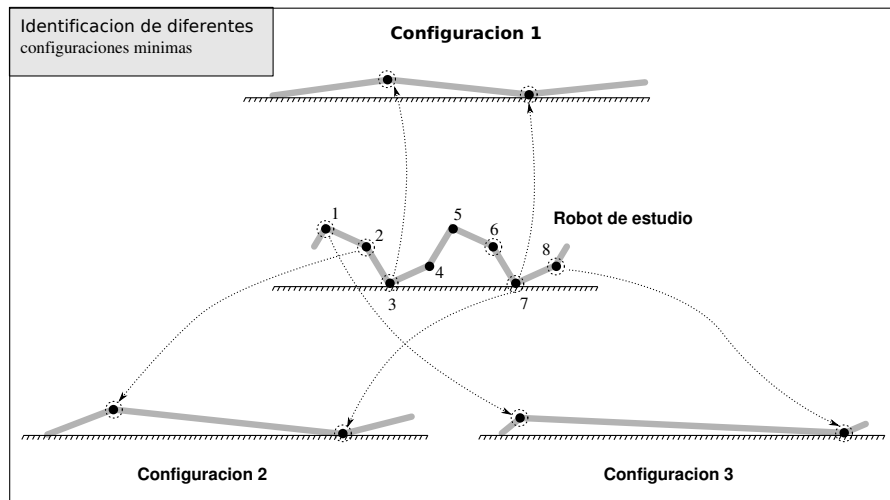 Identificacion de diferentes
configuraciones minimas
Configuracion 1
1
2
3
4
5
6
7
8
Robot de estudio
Configuracion 2
Configuracion 3